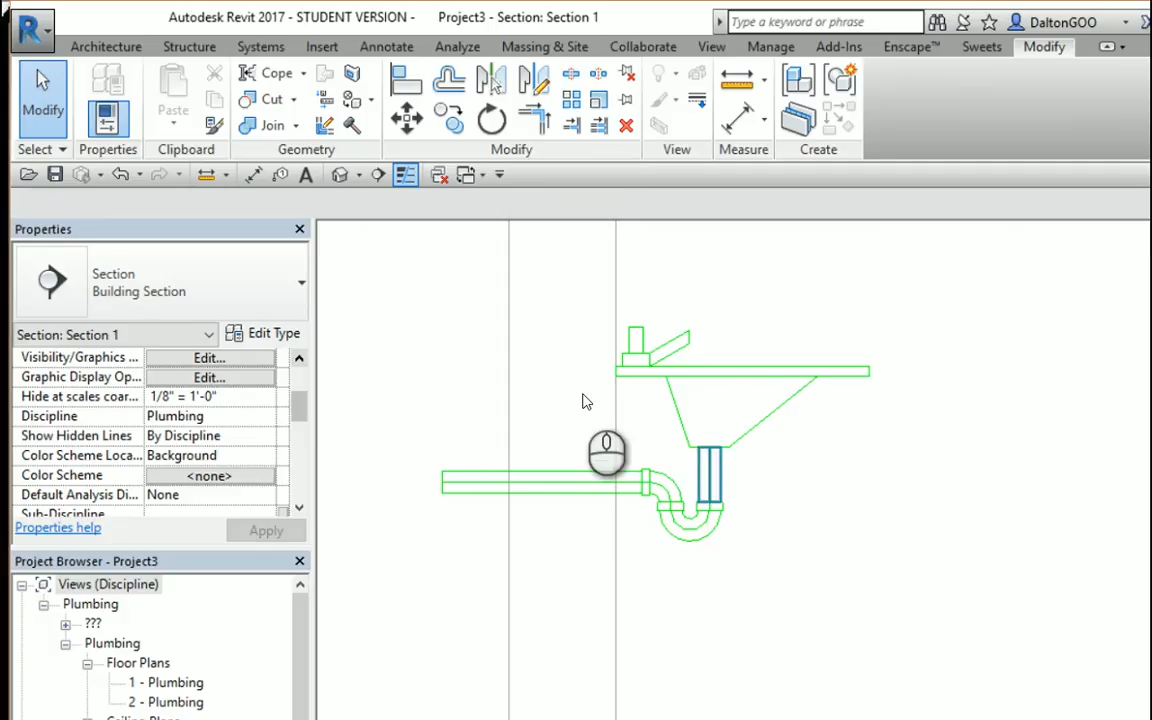 Autodesk Revit 2017 - STUDENT VERSION - Project3 - Section: Section 1
Type a keyword or phrase
DaltonGOO
Architecture Structure Systems Insert Annotate Analyze Massing & Site Collaborate View Manage Add-Ins Enscape™ Sweets Modify
Modify
Paste
Cope
Cut
Join
Select Properties Clipboard Geometry Modify View Measure Create
Properties
Section
Building Section
Section: Section 1 Edit Type
Visibility/Graphics ... Edit...
Graphic Display Op... Edit...
Hide at scales coar... 1/8" = 1'-0"
Discipline Plumbing
Show Hidden Lines By Discipline
Color Scheme Loca... Background
Color Scheme <none>
Default Analysis Di... None
Sub-Discipline
Properties help Apply
Project Browser - Project3
Views (Discipline)
Plumbing
???
Plumbing
Floor Plans
1 - Plumbing
2 - Plumbing